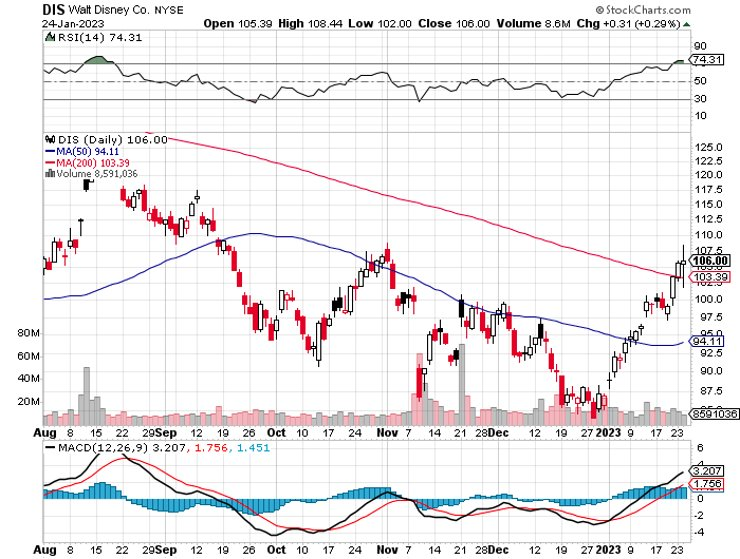 DIS Walt Disney Co. NYSE © StockCharts.com
24-Jan-2023 Open 105.39 High 108.44 Low 102.00 Close 106.00 Volume 8.6M Chg +0.31 (+0.29%)
RSI(14) 74.31
90
74.31
50
30
10
DIS (Daily) 106.00
MA(50) 94.11
MA(200) 103.39
Volume 8,591,036
125.0
122.5
120.0
117.5
115.0
112.5
110.0
107.5
106.00
103.39
100.0
97.5
95.0
94.11
92.5
90.0
87.5
8591036
80M
60M
40M
20M
Aug 8 15 22 29 Sep 12 19 26 Oct 10 17 24 Nov 7 14 21 28 Dec 12 19 27 2023 9 17 23
MACD(12,26,9) 3.207, 1.756, 1.451
6
4
3.207
1.756
0
-2
-4
Aug 8 15 22 29 Sep 12 19 26 Oct 10 17 24 Nov 7 14 21 28 Dec 12 19 27 2023 9 17 23